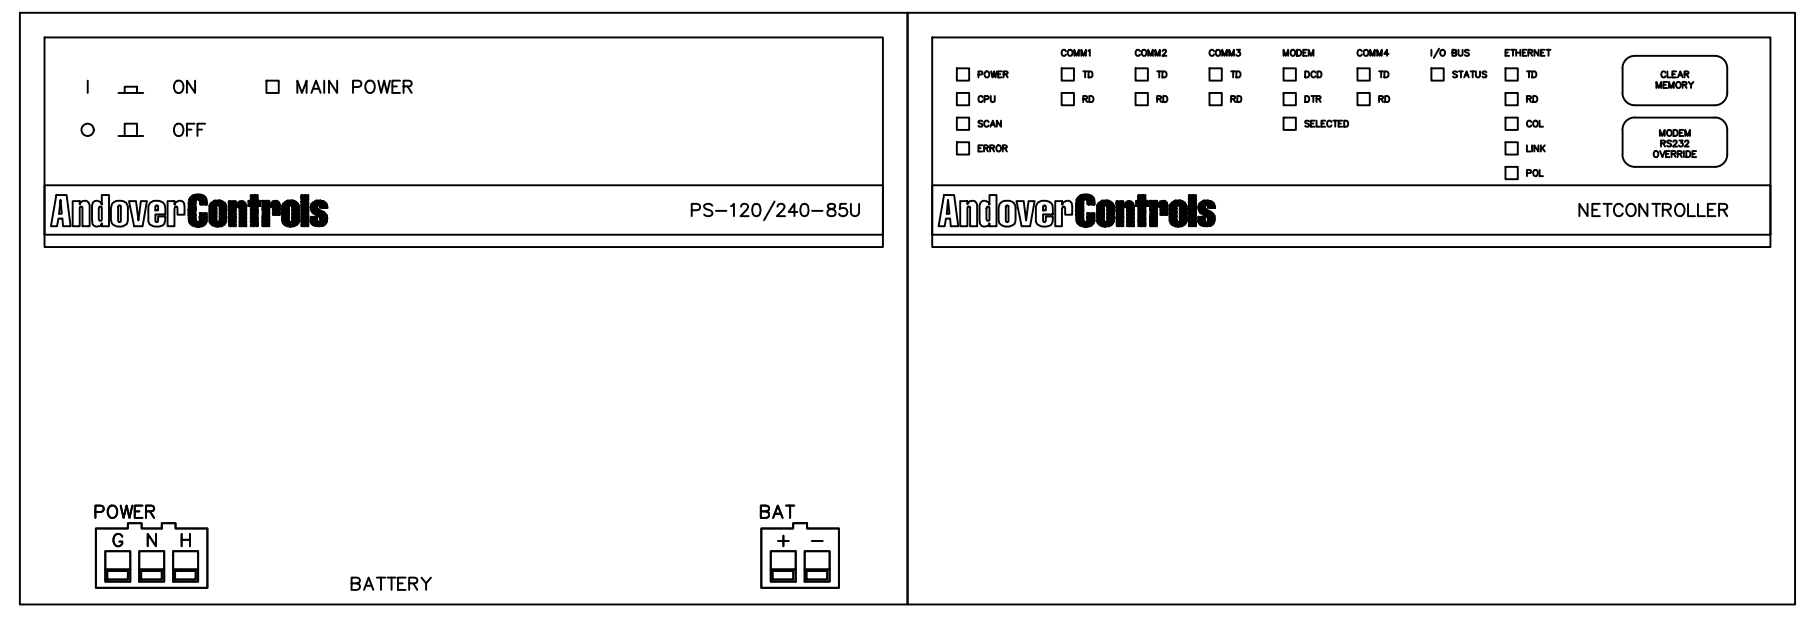 I ON MAIN POWER
O OFF
AndoverControls PS-120/240-85U
POWER
G N H
BATTERY
BAT
+ -
COMM1 COMM2 COMM3 MODEM COMM4 I/O BUS ETHERNET
POWER TD TD TD DCD TD STATUS TD
CPU RD RD RD DTR RD RD
SCAN SELECTED COL
ERROR LINK
POL
CLEAR
MEMORY
MODEM
RS232
OVERRIDE
AndoverControls NETCONTROLLER